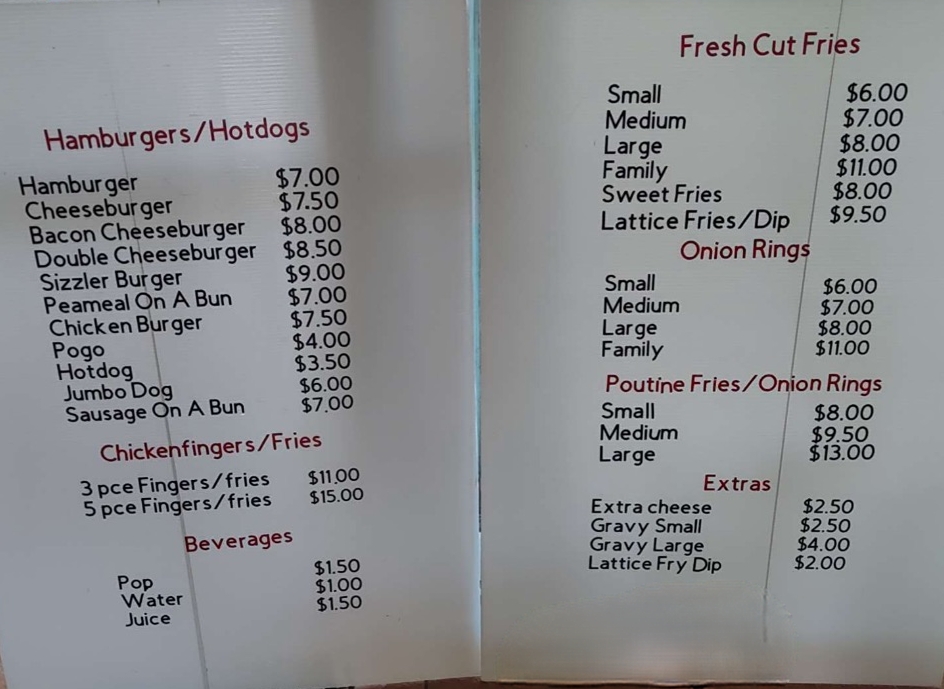 Hamburgers/Hotdogs
Hamburger $7.00
Cheeseburger $7.50
Bacon Cheeseburger $8.00
Double Cheeseburger $8.50
Sizzler Burger $9.00
Peameal On A Bun $7.00
Chicken Burger $7.50
Pogo $4.00
Hotdog $3.50
Jumbo Dog $6.00
Sausage On A Bun $7.00
Chickenfingers/Fries
3 pce Fingers/fries $11.00
5 pce Fingers/fries $15.00
Beverages
Pop $1.50
Water $1.00
Juice $1.50
Fresh Cut Fries
Small $6.00
Medium $7.00
Large $8.00
Family $11.00
Sweet Fries $8.00
Lattice Fries/Dip $9.50
Onion Rings
Small $6.00
Medium $7.00
Large $8.00
Family $11.00
Poutine Fries/Onion Rings
Small $8.00
Medium $9.50
Large $13.00
Extras
Extra cheese $2.50
Gravy Small $2.50
Gravy Large $4.00
Lattice Fry Dip $2.00